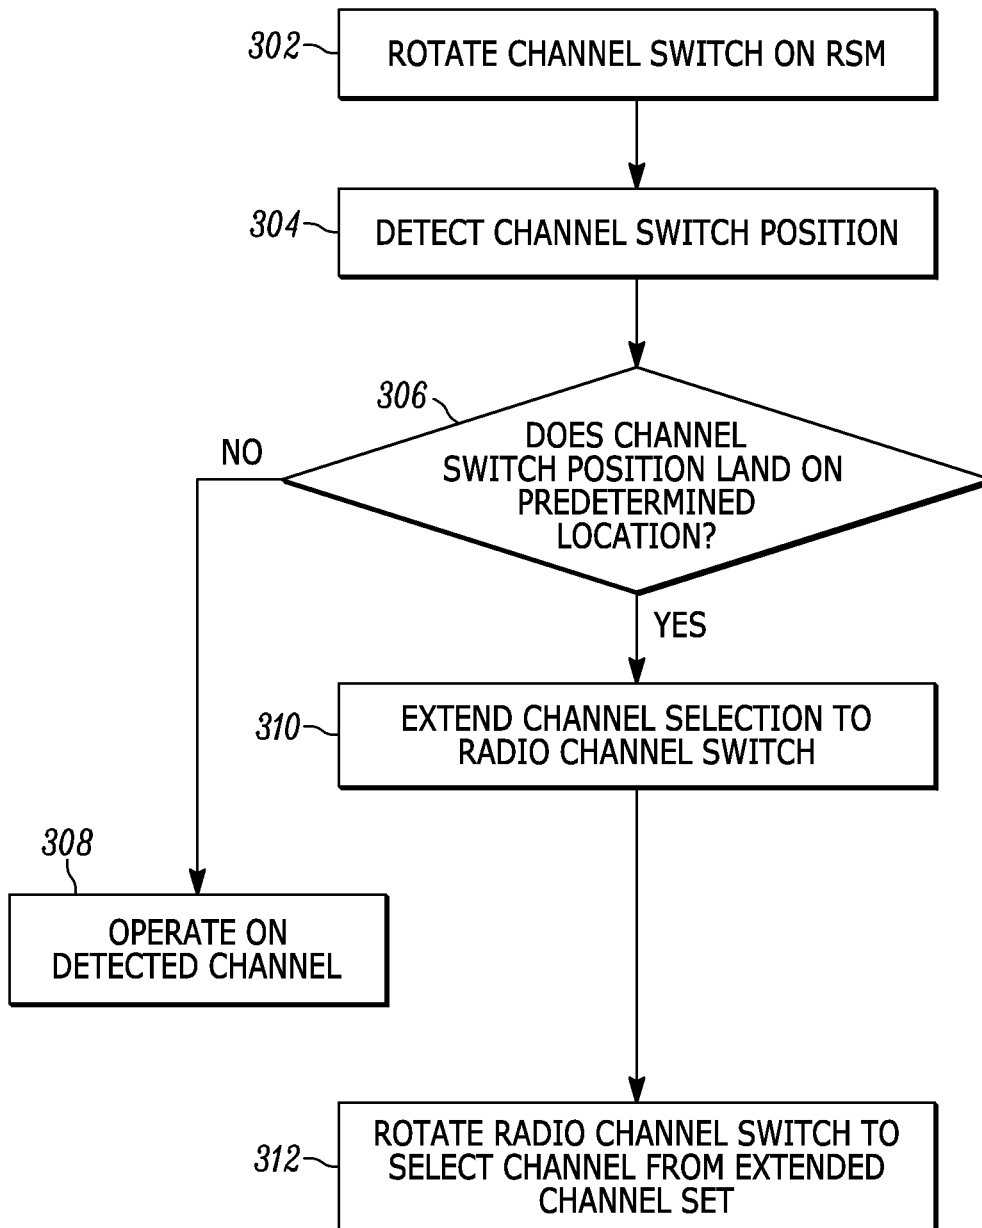 302
ROTATE CHANNEL SWITCH ON RSM
304
DETECT CHANNEL SWITCH POSITION
306
DOES CHANNEL
SWITCH POSITION LAND ON
PREDETERMINED
LOCATION?
NO
YES
310
EXTEND CHANNEL SELECTION TO
RADIO CHANNEL SWITCH
308
OPERATE ON
DETECTED CHANNEL
312
ROTATE RADIO CHANNEL SWITCH TO
SELECT CHANNEL FROM EXTENDED
CHANNEL SET